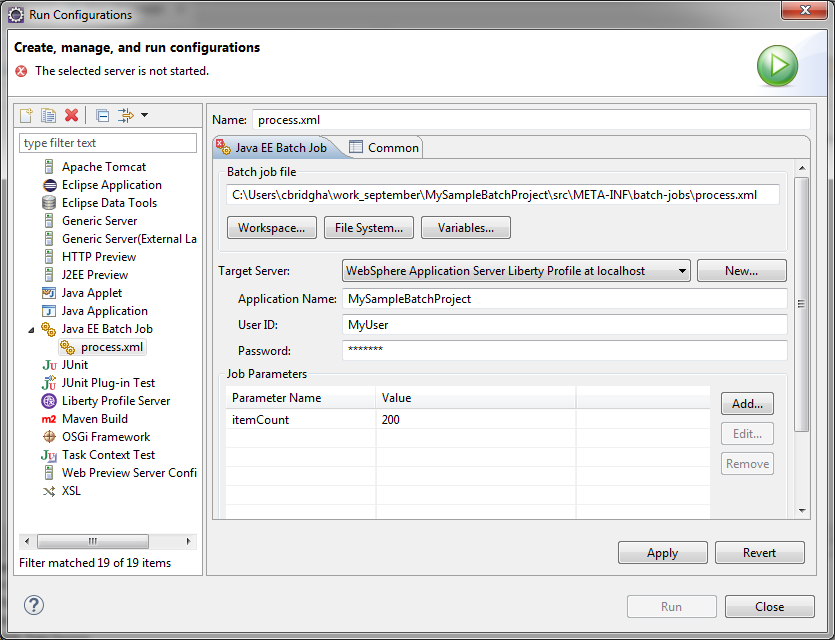 Run Configurations
Create, manage, and run configurations
The selected server is not started.
type filter text
Apache Tomcat
Eclipse Application
Eclipse Data Tools
Generic Server
Generic Server(External La
HTTP Preview
J2EE Preview
Java Applet
Java Application
Java EE Batch Job
process.xml
JUnit
JUnit Plug-in Test
Liberty Profile Server
Maven Build
OSGi Framework
Task Context Test
Web Preview Server Confi
XSL
Filter matched 19 of 19 items
Name: process.xml
Java EE Batch Job Common
Batch job file
C:\Users\cbridgha\work_september\MySampleBatchProject\src\META-INF\batch-jobs\process.xml
Workspace... File System... Variables...
Target Server: WebSphere Application Server Liberty Profile at localhost New...
Application Name: MySampleBatchProject
User ID: MyUser
Password: *******
Job Parameters
Parameter Name Value
itemCount 200
Add...
Edit...
Remove
Apply Revert
? Run Close